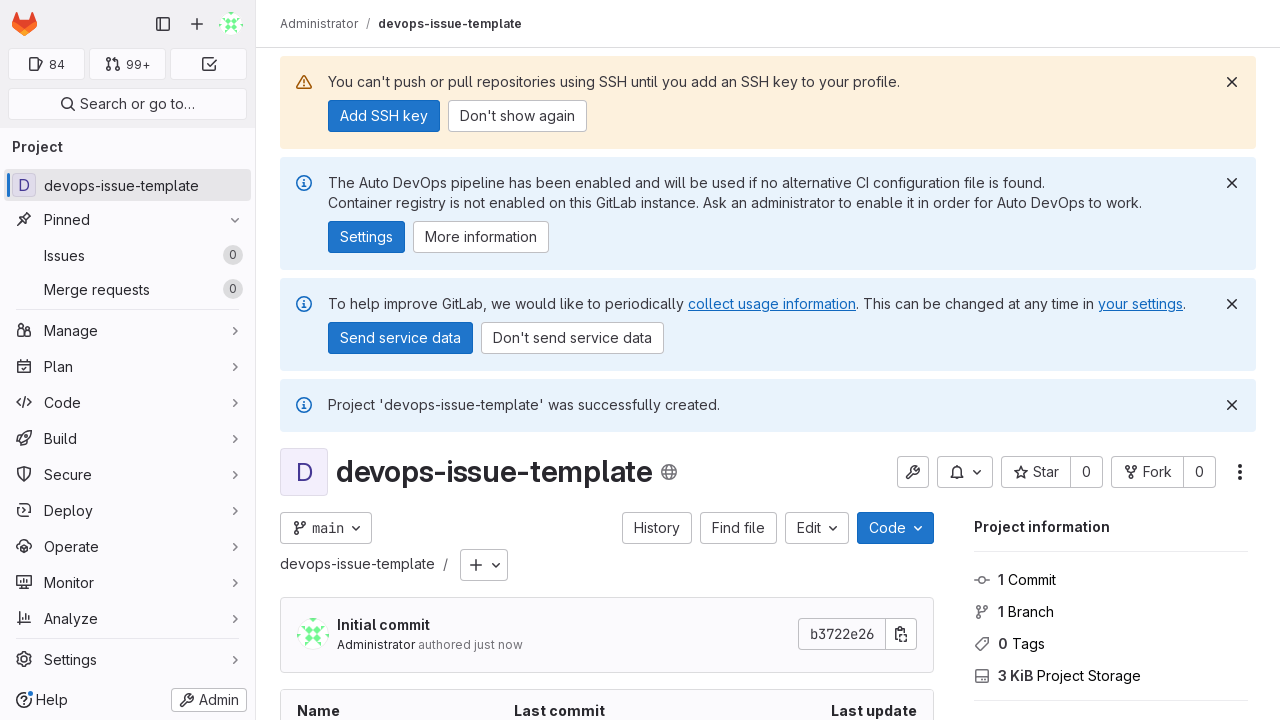 84
99+
Search or go to…
Project
D devops-issue-template
Pinned
Issues 0
Merge requests 0
Manage
Plan
Code
Build
Secure
Deploy
Operate
Monitor
Analyze
Settings
Help
Admin
Administrator / devops-issue-template
You can't push or pull repositories using SSH until you add an SSH key to your profile.
Add SSH key Don't show again
The Auto DevOps pipeline has been enabled and will be used if no alternative CI configuration file is found.
Container registry is not enabled on this GitLab instance. Ask an administrator to enable it in order for Auto DevOps to work.
Settings More information
To help improve GitLab, we would like to periodically collect usage information. This can be changed at any time in your settings.
Send service data Don't send service data
Project 'devops-issue-template' was successfully created.
D devops-issue-template
Star 0 Fork 0
main History Find file Edit Code
devops-issue-template /
Initial commit
Administrator authored just now
b3722e26
Name Last commit Last update
Project information
1 Commit
1 Branch
0 Tags
3 KiB Project Storage